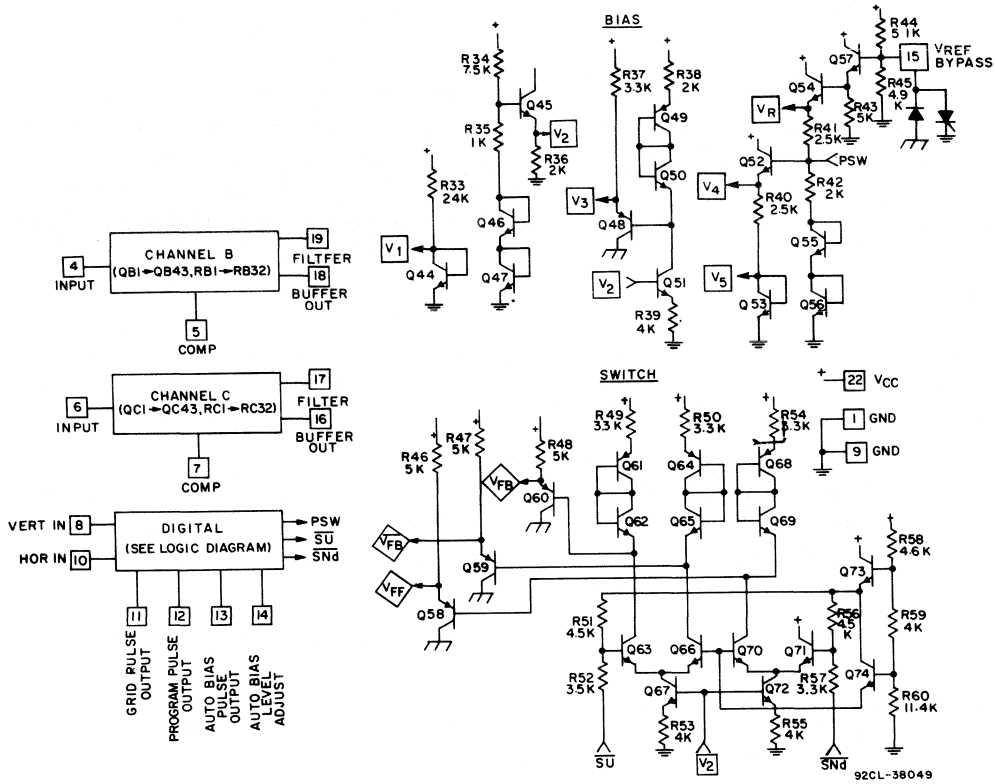 BIAS
+
R34
7.5K
Q45
V2
R35
1K
R36
2K
+
R33
24K
V1
Q44
Q46
Q47
+
R37
3.3K
+
R38
2K
Q49
Q50
V3
Q48
V2
Q51
R39
4K
+
R44
5 1K
15
VREF
BYPASS
+
Q57
R45
4.9
K
+
Q54
VR
R43
5K
R41
2.5K
+
Q52
PSW
V4
R40
2.5K
R42
2K
Q55
V5
Q53
Q56
4
INPUT
CHANNEL B
(QB1→QB43,RB1→RB32)
19
FILTFER
18
BUFFER
OUT
5
COMP
6
INPUT
CHANNEL C
(QC1→QC43,RC1→RC32)
17
FILTER
16
BUFFER
OUT
7
COMP
VERT IN 8
HOR IN 10
DIGITAL
(SEE LOGIC DIAGRAM)
PSW
SU
SNd
11
12
13
14
GRID PULSE
OUTPUT
PROGRAM PULSE
OUTPUT
AUTO BIAS
PULSE
OUTPUT
AUTO BIAS
LEVEL
ADJUST
SWITCH
+
R46
5K
+
R47
5K
+
R48
5K
VFB
Q60
VFB
Q59
VFF
Q58
+
R49
3.3K
Q61
Q62
+
R50
3.3K
Q64
Q65
+
R54
3.3K
Q68
Q69
+
22
VCC
1
GND
9
GND
R51
4.5K
R52
3.5K
Q63
Q66
Q70
+
Q71
R56
4.5
K
R57
3.3K
Q67
Q72
R53
4K
R55
4K
SU
V2
SNd
+
R58
4.6K
+
Q73
R59
4K
Q74
R60
11.4K
92CL-38049